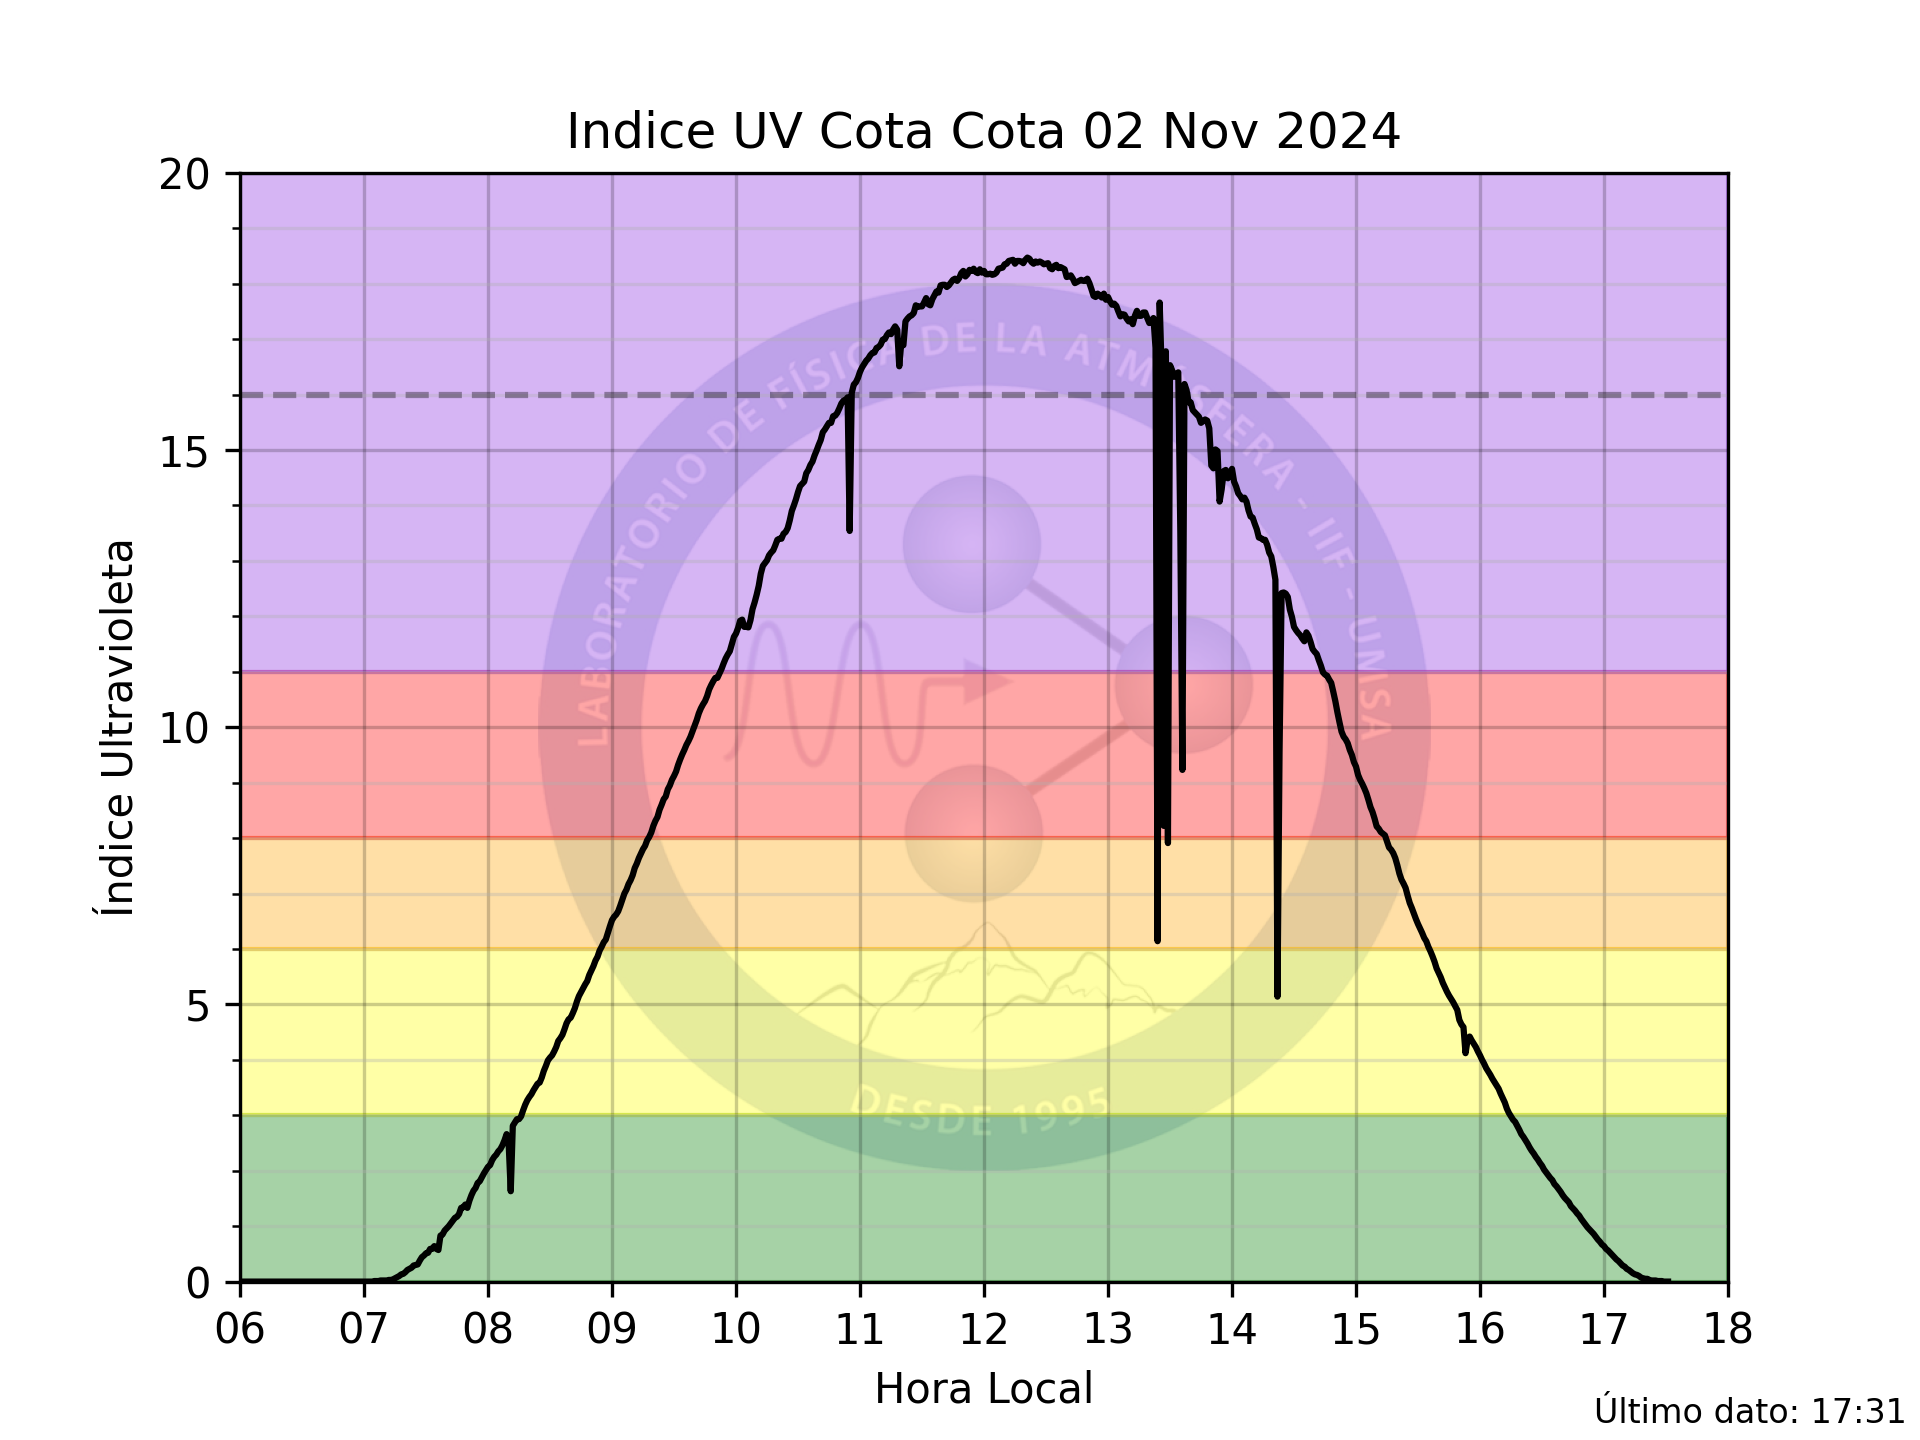 Indice UV Cota Cota 02 Nov 2024
20
15
10
5
0
Índice Ultravioleta
LABORATORIO DE FÍSICA DE LA ATMÓSFERA - IIF - UMSA
DESDE 1995
06 07 08 09 10 11 12 13 14 15 16 17 18
Hora Local
Último dato: 17:31